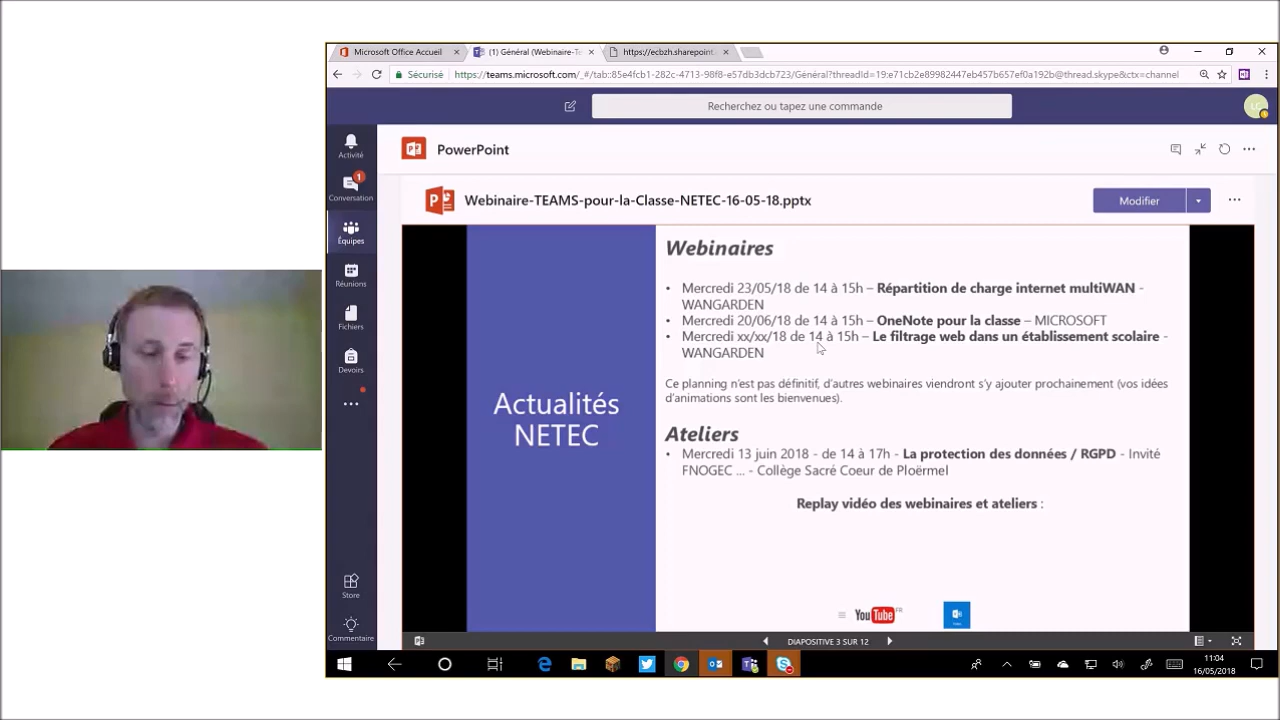 Microsoft Office Accueil
(1) Général (Webinaire-Te
https://ecbzh.sharepoint.
Sécurisé
https://teams.microsoft.com/_#/tab:85e4fcb1-282c-4713-98f8-e57db3dcb723/Général?threadId=19:e71cb2e89982447eb457b657ef0a192b@thread.skype&ctx=channel
Recherchez ou tapez une commande
LC
Activité
1
Conversation
Équipes
Réunions
Fichiers
Devoirs
Store
Commentaire
PowerPoint
Webinaire-TEAMS-pour-la-Classe-NETEC-16-05-18.pptx
Modifier
Actualités
NETEC
Webinaires
• Mercredi 23/05/18 de 14 à 15h – Répartition de charge internet multiWAN -
WANGARDEN
• Mercredi 20/06/18 de 14 à 15h – OneNote pour la classe – MICROSOFT
• Mercredi xx/xx/18 de 14 à 15h – Le filtrage web dans un établissement scolaire -
WANGARDEN
Ce planning n'est pas définitif, d'autres webinaires viendront s'y ajouter prochainement (vos idées
d'animations sont les bienvenues).
Ateliers
• Mercredi 13 juin 2018 - de 14 à 17h - La protection des données / RGPD - Invité
FNOGEC ... - Collège Sacré Coeur de Ploërmel
Replay vidéo des webinaires et ateliers :
YouTube FR
DIAPOSITIVE 3 SUR 12
11:04
16/05/2018